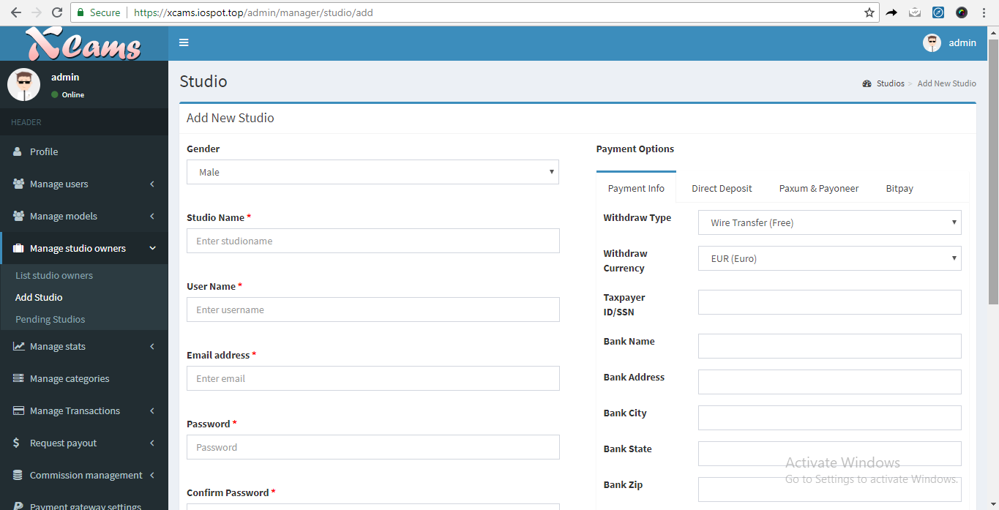 Secure
https://xcams.iospot.top/admin/manager/studio/add
XCams
admin
admin
Online
HEADER
Profile
Manage users
Manage models
Manage studio owners
List studio owners
Add Studio
Pending Studios
Manage stats
Manage categories
Manage Transactions
Request payout
Commission management
Payment gateway settings
Studio
Studios > Add New Studio
Add New Studio
Gender
Male
Studio Name *
Enter studioname
User Name *
Enter username
Email address *
Enter email
Password *
Password
Confirm Password *
Payment Options
Payment Info Direct Deposit Paxum & Payoneer Bitpay
Withdraw Type
Wire Transfer (Free)
Withdraw
Currency
EUR (Euro)
Taxpayer
ID/SSN
Bank Name
Bank Address
Bank City
Bank State
Bank Zip
Activate Windows
Go to Settings to activate Windows.